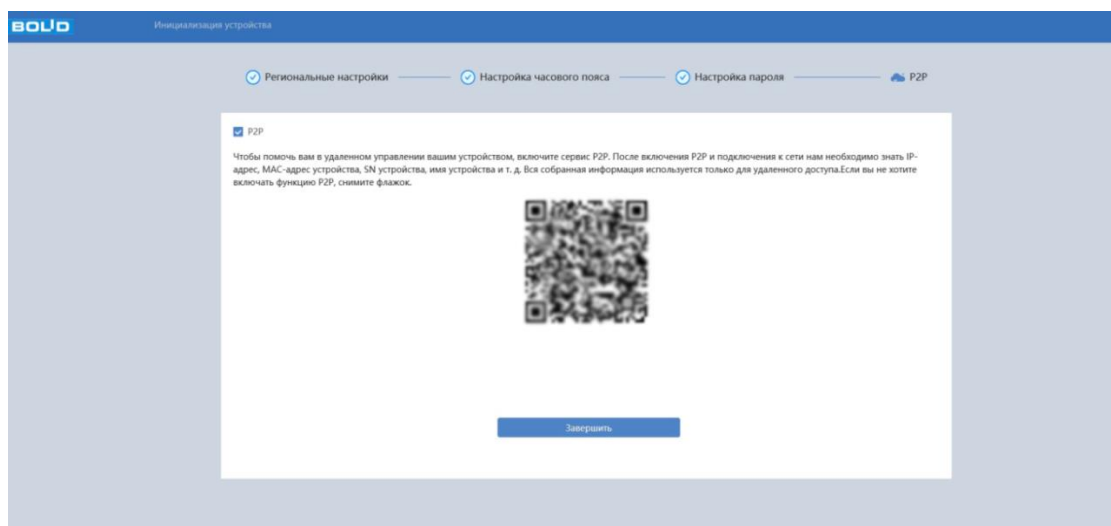 BOLID Инициализация устройства
Региональные настройки Настройка часового пояса Настройка пароля P2P
P2P
Чтобы помочь вам в удаленном управлении вашим устройством, включите сервис P2P. После включения P2P и подключения к сети нам необходимо знать IP-
адрес, MAC-адрес устройства, SN устройства, имя устройства и т. д. Вся собранная информация используется только для удаленного доступа.Если вы не хотите
включать функцию P2P, снимите флажок.
Завершить